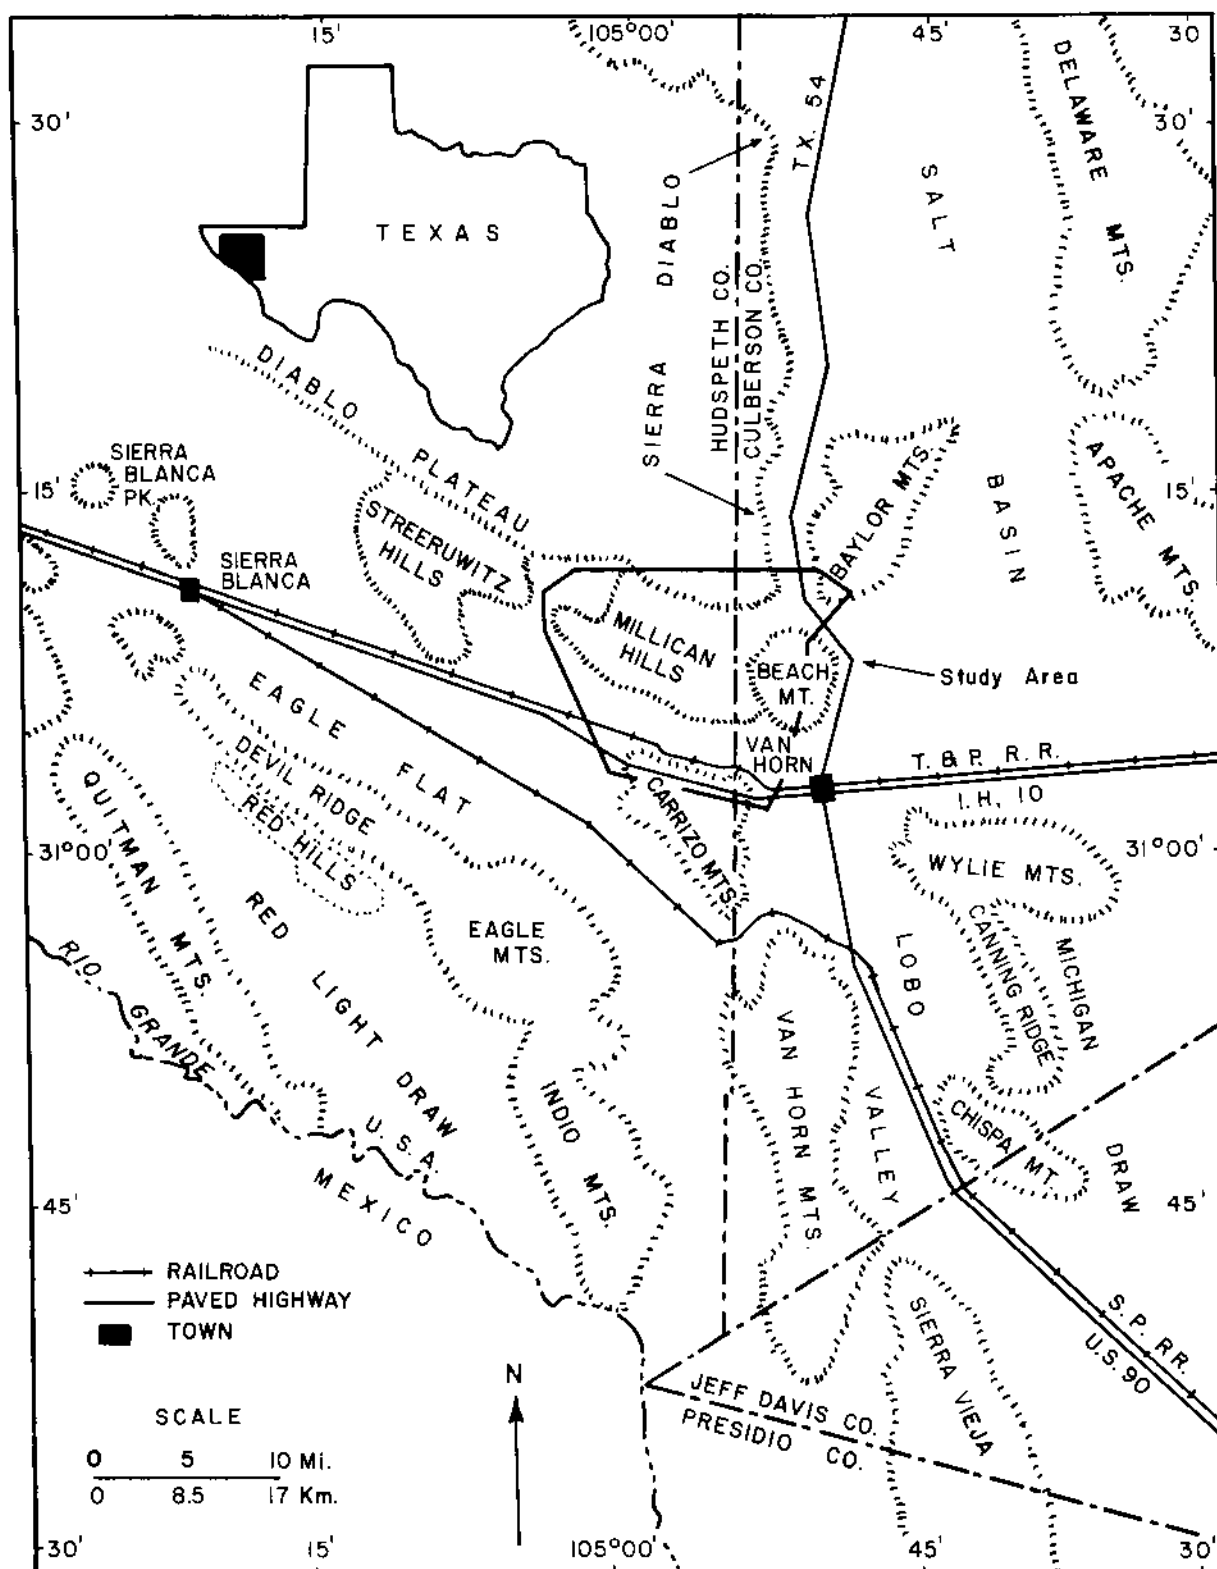 15'
105°00'
45'
30
30'
30'
TEXAS
TX. 54
DELAWARE MTS.
SALT
BASIN
SIERRA DIABLO
HUDSPETH CO.
CULBERSON CO.
DIABLO
PLATEAU
SIERRA
BLANCA
PK.
15'
15'
STREERUWITZ
HILLS
BAYLOR MTS.
APACHE MTS.
SIERRA
BLANCA
MILLICAN
HILLS
BEACH
MT.
Study Area
EAGLE
FLAT
VAN
HORN
T. & P. R. R.
I. H, 10
DEVIL RIDGE
RED HILLS
QUITMAN
MTS.
CARRIZO MTS.
31°00'
31°00'
WYLIE MTS.
RED
LIGHT
DRAW
EAGLE
MTS.
LOBO
VALLEY
CANNING RIDGE
MICHIGAN
DRAW
RIO
GRANDE
VAN HORN MTS.
INDIO
MTS.
CHISPA MT.
U. S. A.
MEXICO
45'
45'
RAILROAD
PAVED HIGHWAY
TOWN
SIERRA VIEJA
S. P. RR.
U.S. 90
N
JEFF DAVIS CO.
PRESIDIO CO.
SCALE
0 5 10 Mi.
0 8.5 17 Km.
30'
15'
105°00'
45'
30'